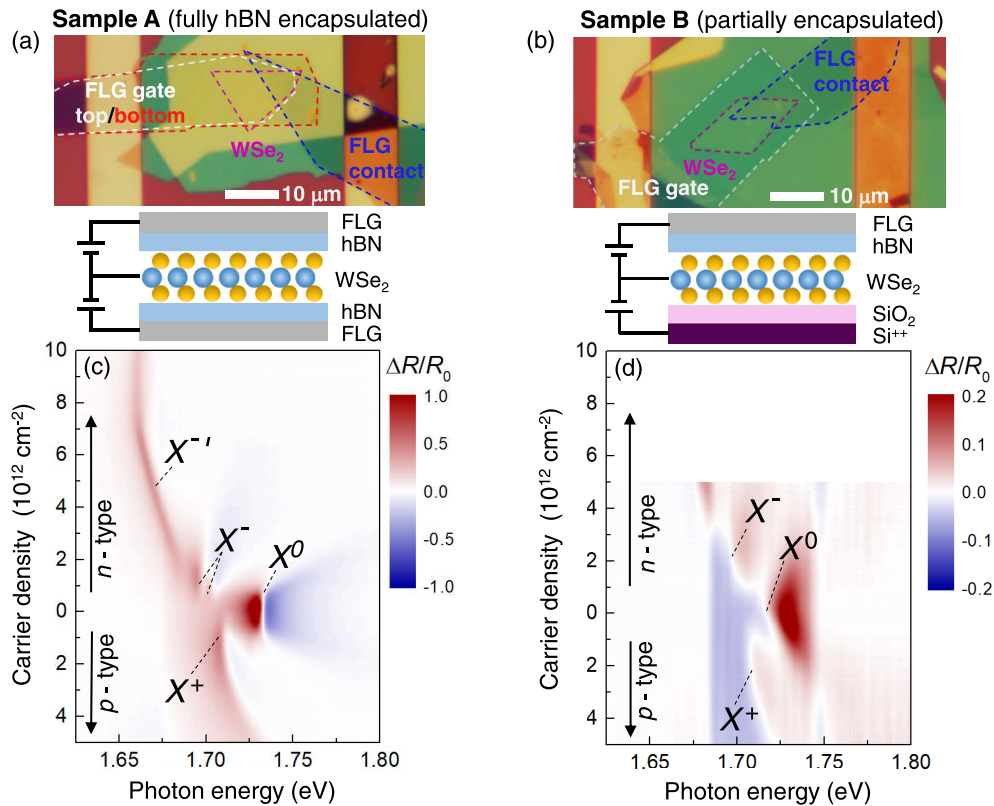 Sample A (fully hBN encapsulated)
(a)
FLG gate
top/bottom
WSe₂
FLG
contact
10 μm
FLG
hBN
WSe₂
hBN
FLG
Sample B (partially encapsulated)
(b)
FLG
contact
WSe₂
FLG gate
10 μm
FLG
hBN
WSe₂
SiO₂
Si⁺⁺
(c)
ΔR/R₀
1.0
0.5
0.0
-0.5
-1.0
X⁻'
X⁻
X⁰
X⁺
n - type
p - type
Carrier density (10¹² cm⁻²)
10
8
6
4
2
0
2
4
1.65 1.70 1.75 1.80
Photon energy (eV)
(d)
ΔR/R₀
0.2
0.1
0.0
-0.1
-0.2
X⁻
X⁰
X⁺
n - type
p - type
Carrier density (10¹² cm⁻²)
10
8
6
4
2
0
2
4
1.65 1.70 1.75 1.80
Photon energy (eV)